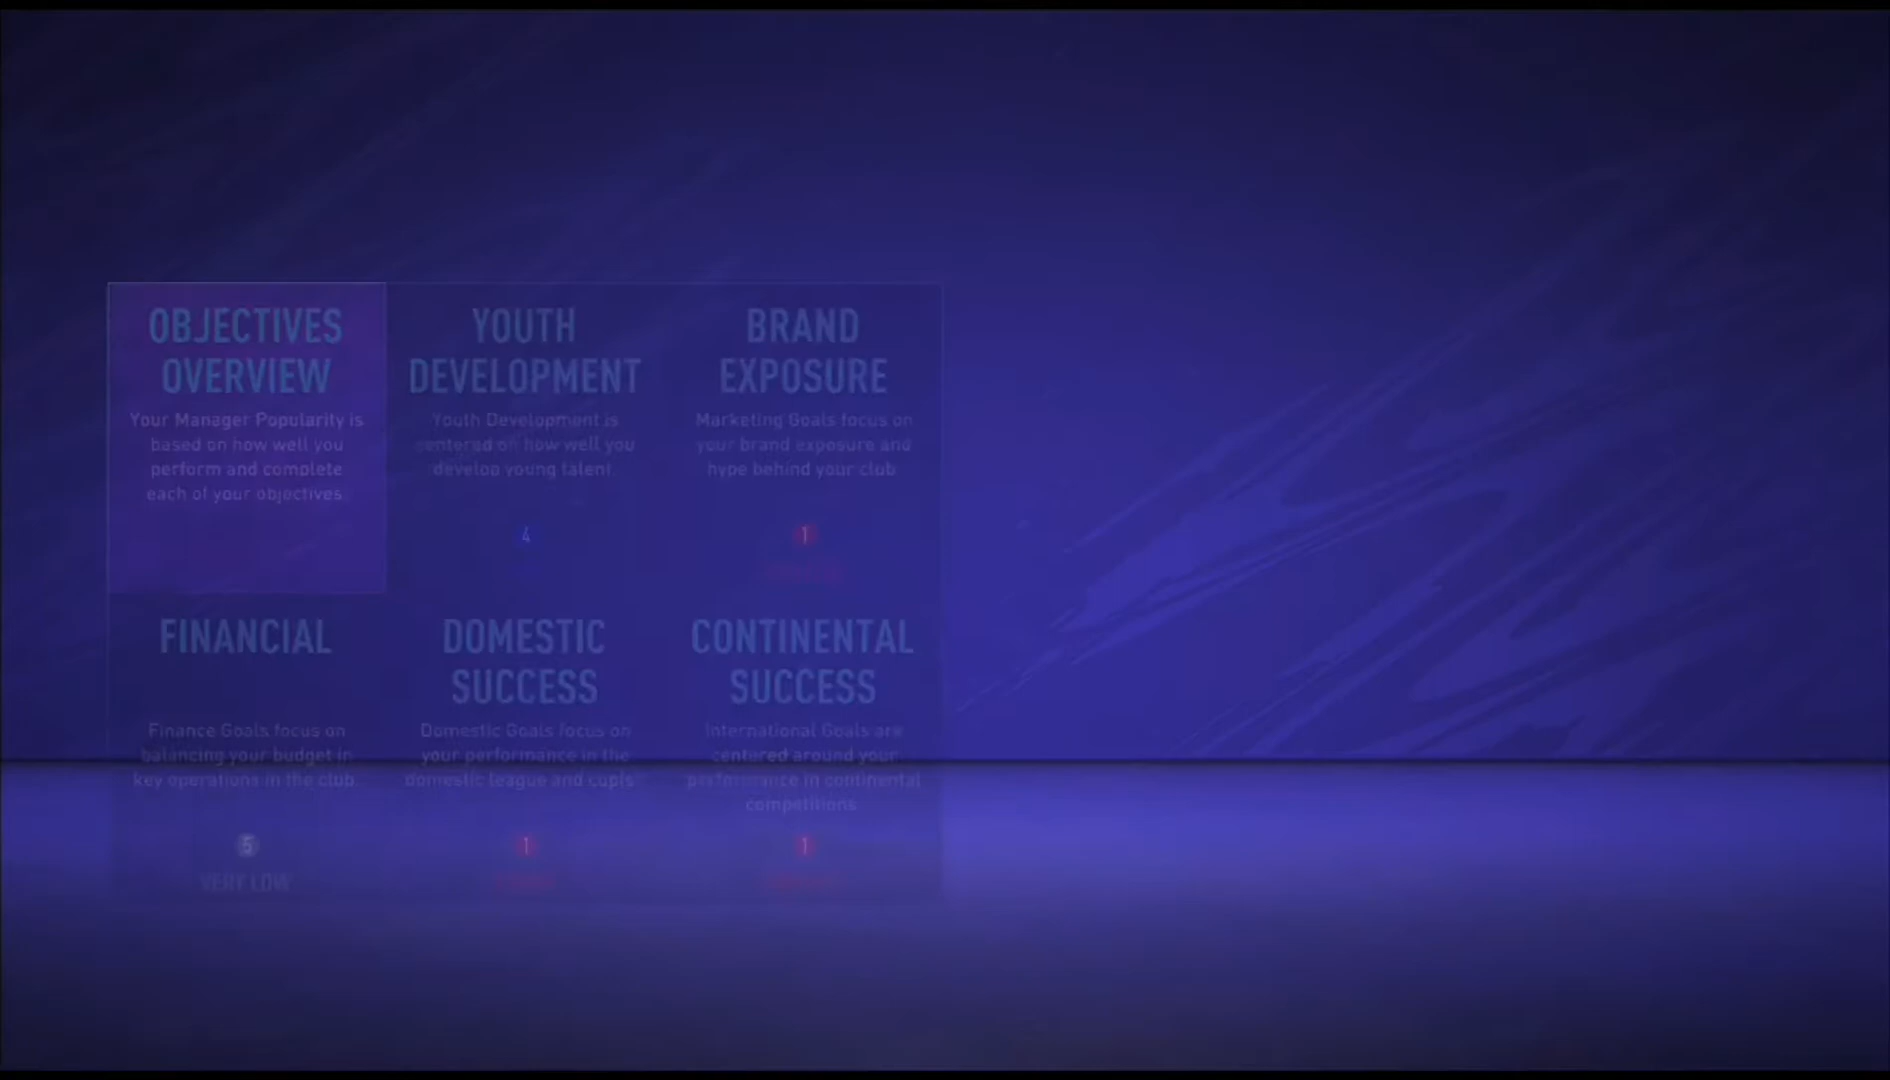 OBJECTIVES
OVERVIEW
Your Manager Popularity is
based on how well you
perform and complete
each of your objectives.
YOUTH
DEVELOPMENT
Youth Development is
centered on how well you
develop young talent.
4
BRAND
EXPOSURE
Marketing Goals focus on
your brand exposure and
hype behind your club
1
FINANCIAL
Finance Goals focus on
balancing your budget in
key operations in the club.
5
VERY LOW
DOMESTIC
SUCCESS
Domestic Goals focus on
your performance in the
domestic league and cup/s
1
CONTINENTAL
SUCCESS
International Goals are
centered around your
performance in continental
competitions
1